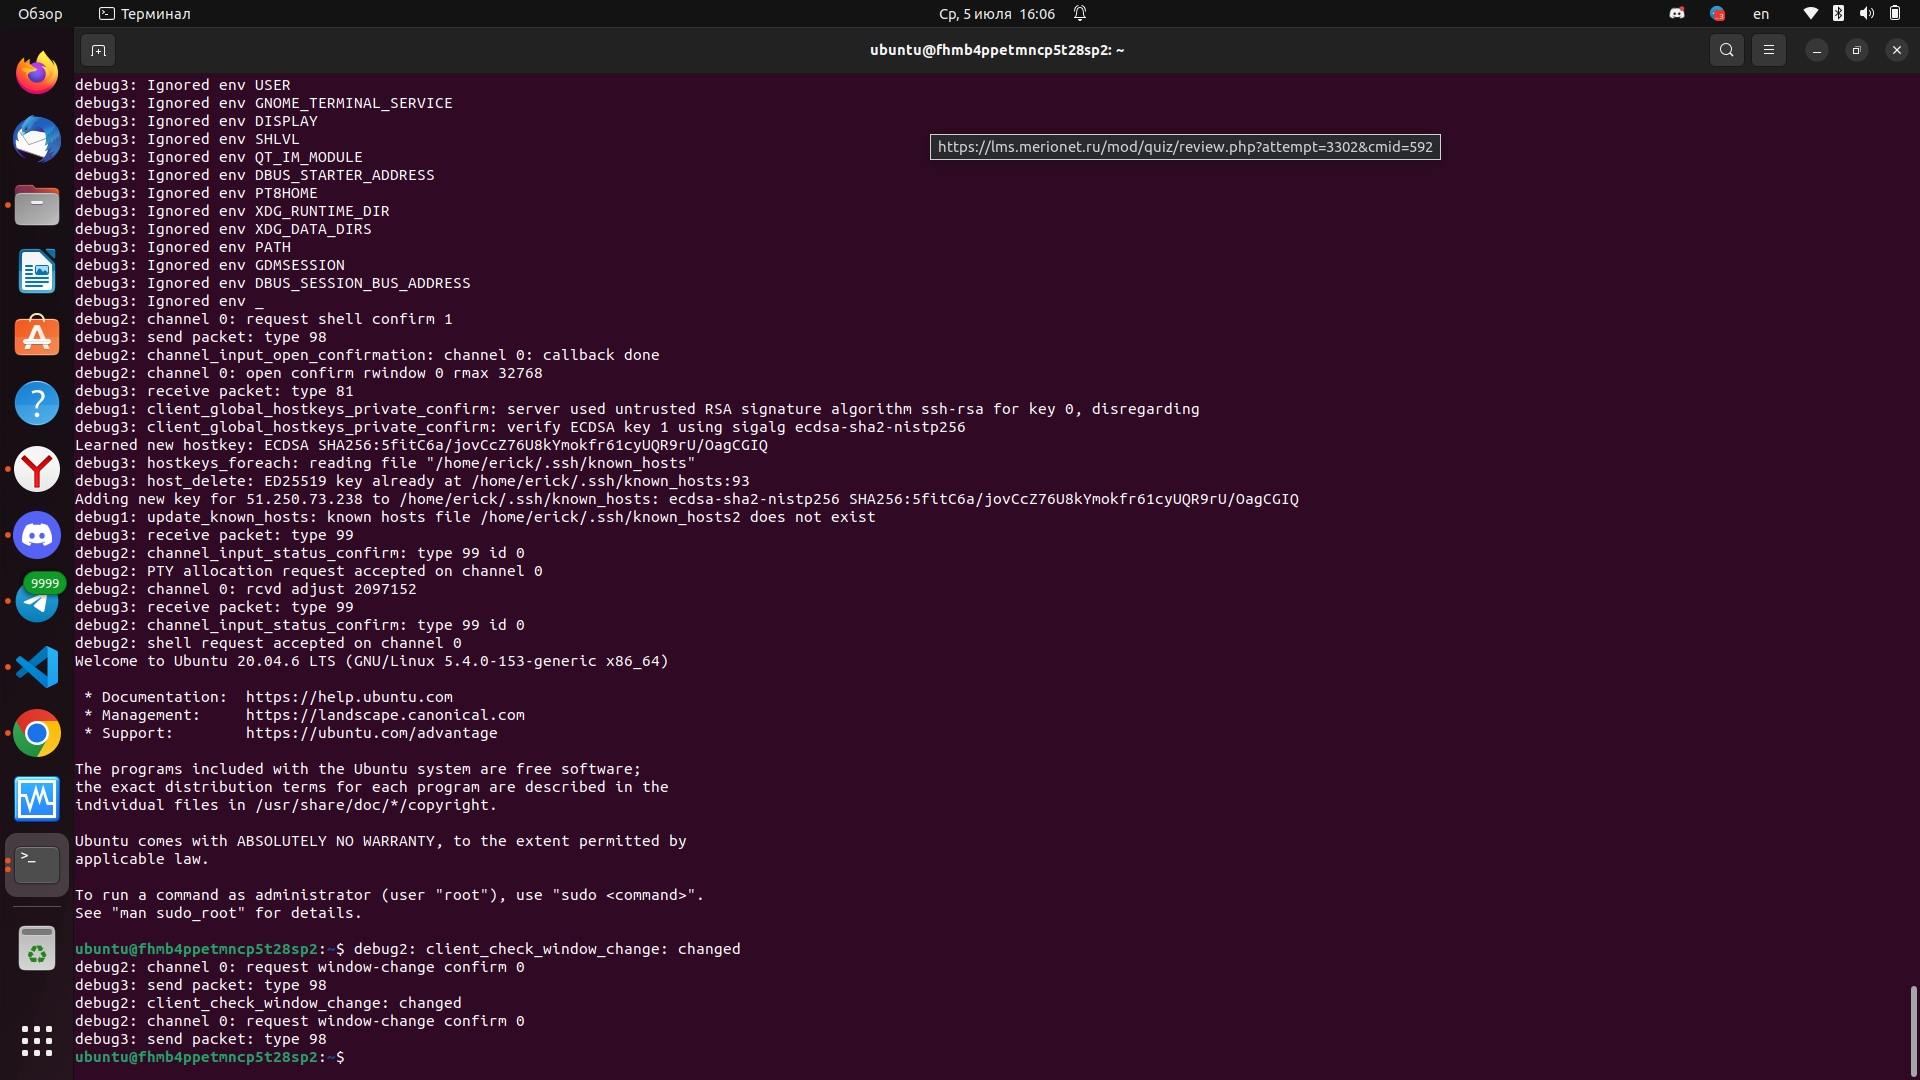 Обзор
Терминал
Ср, 5 июля 16:06
en
ubuntu@fhmb4ppetmncp5t28sp2: ~
debug3: Ignored env USER
debug3: Ignored env GNOME_TERMINAL_SERVICE
debug3: Ignored env DISPLAY
debug3: Ignored env SHLVL
https://lms.merionet.ru/mod/quiz/review.php?attempt=3302&cmid=592
debug3: Ignored env QT_IM_MODULE
debug3: Ignored env DBUS_STARTER_ADDRESS
debug3: Ignored env PT8HOME
debug3: Ignored env XDG_RUNTIME_DIR
debug3: Ignored env XDG_DATA_DIRS
debug3: Ignored env PATH
debug3: Ignored env GDMSESSION
debug3: Ignored env DBUS_SESSION_BUS_ADDRESS
debug3: Ignored env _
debug2: channel 0: request shell confirm 1
debug3: send packet: type 98
debug2: channel_input_open_confirmation: channel 0: callback done
debug2: channel 0: open confirm rwindow 0 rmax 32768
debug3: receive packet: type 81
debug1: client_global_hostkeys_private_confirm: server used untrusted RSA signature algorithm ssh-rsa for key 0, disregarding
debug3: client_global_hostkeys_private_confirm: verify ECDSA key 1 using sigalg ecdsa-sha2-nistp256
Learned new hostkey: ECDSA SHA256:5fitC6a/jovCcZ76U8kYmokfr61cyUQR9rU/OagCGIQ
debug3: hostkeys_foreach: reading file "/home/erick/.ssh/known_hosts"
debug3: host_delete: ED25519 key already at /home/erick/.ssh/known_hosts:93
Adding new key for 51.250.73.238 to /home/erick/.ssh/known_hosts: ecdsa-sha2-nistp256 SHA256:5fitC6a/jovCcZ76U8kYmokfr61cyUQR9rU/OagCGIQ
debug1: update_known_hosts: known hosts file /home/erick/.ssh/known_hosts2 does not exist
debug3: receive packet: type 99
debug2: channel_input_status_confirm: type 99 id 0
debug2: PTY allocation request accepted on channel 0
debug2: channel 0: rcvd adjust 2097152
debug3: receive packet: type 99
debug2: channel_input_status_confirm: type 99 id 0
debug2: shell request accepted on channel 0
Welcome to Ubuntu 20.04.6 LTS (GNU/Linux 5.4.0-153-generic x86_64)
* Documentation: https://help.ubuntu.com
* Management: https://landscape.canonical.com
* Support: https://ubuntu.com/advantage
The programs included with the Ubuntu system are free software;
the exact distribution terms for each program are described in the
individual files in /usr/share/doc/*/copyright.
Ubuntu comes with ABSOLUTELY NO WARRANTY, to the extent permitted by
applicable law.
To run a command as administrator (user "root"), use "sudo <command>".
See "man sudo_root" for details.
ubuntu@fhmb4ppetmncp5t28sp2:~$ debug2: client_check_window_change: changed
debug2: channel 0: request window-change confirm 0
debug3: send packet: type 98
debug2: client_check_window_change: changed
debug2: channel 0: request window-change confirm 0
debug3: send packet: type 98
ubuntu@fhmb4ppetmncp5t28sp2:~$
9999